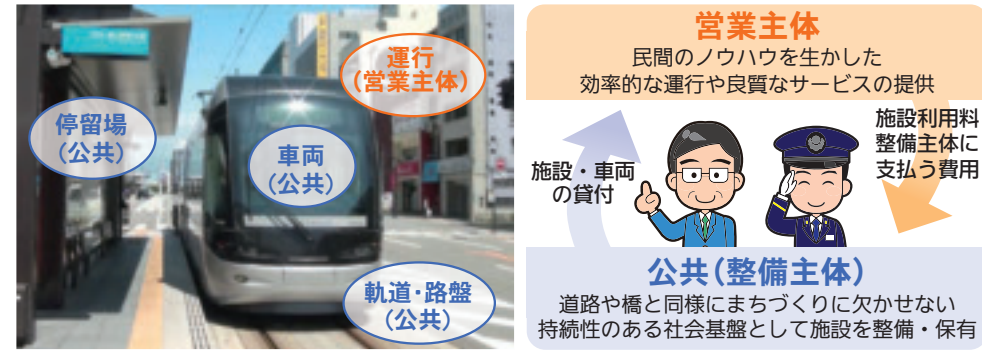 運行
（営業主体）
停留場
（公共）
車両
（公共）
軌道・路盤
（公共）
営業主体
民間のノウハウを生かした
効率的な運行や良質なサービスの提供
施設利用料
整備主体に
支払う費用
施設・車両
の貸付
公共（整備主体）
道路や橋と同様にまちづくりに欠かせない
持続性のある社会基盤として施設を整備・保有